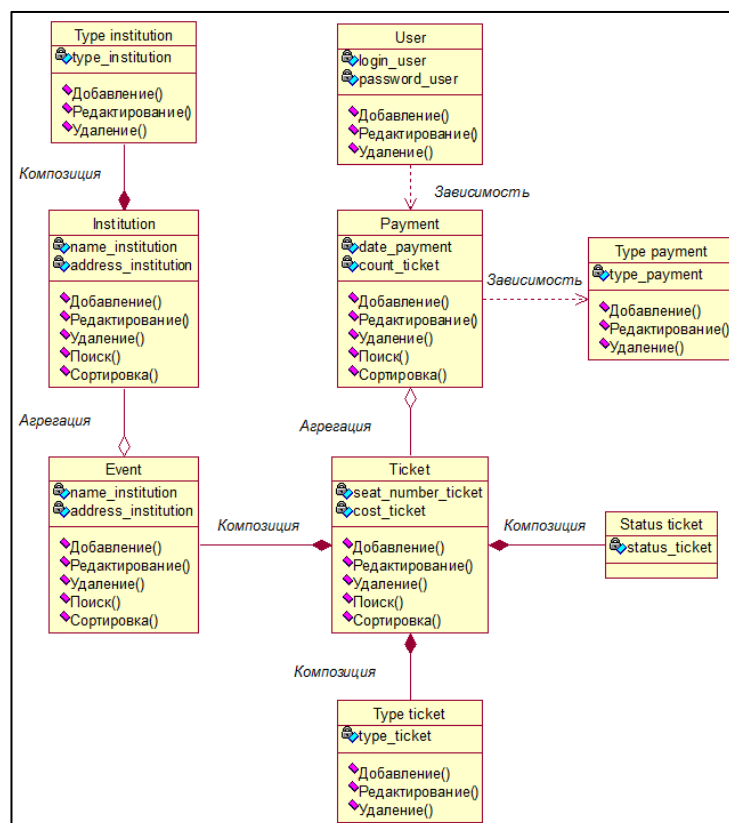 Type institution
type_institution
Добавление()
Редактирование()
Удаление()
Композиция
Institution
name_institution
address_institution
Добавление()
Редактирование()
Удаление()
Поиск()
Сортировка()
Агрегация
Event
name_institution
address_institution
Добавление()
Редактирование()
Удаление()
Поиск()
Сортировка()
User
login_user
password_user
Добавление()
Редактирование()
Удаление()
Зависимость
Payment
date_payment
count_ticket
Добавление()
Редактирование()
Удаление()
Поиск()
Сортировка()
Зависимость
Type payment
type_payment
Добавление()
Редактирование()
Удаление()
Агрегация
Ticket
seat_number_ticket
cost_ticket
Добавление()
Редактирование()
Удаление()
Поиск()
Сортировка()
Композиция
Композиция
Status ticket
status_ticket
Композиция
Type ticket
type_ticket
Добавление()
Редактирование()
Удаление()